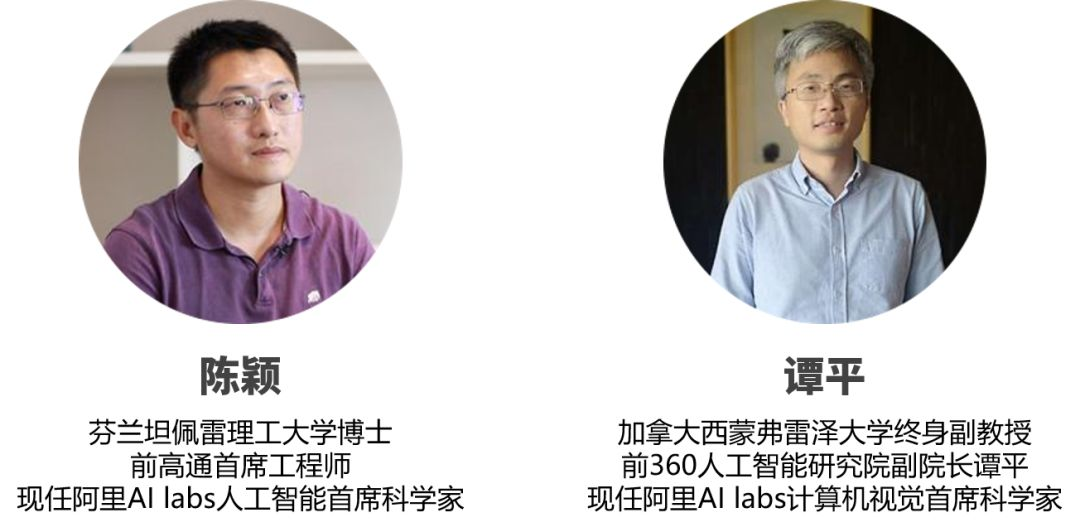 陈颖
芬兰坦佩雷理工大学博士
前高通首席工程师
现任阿里AI labs人工智能首席科学家
谭平
加拿大西蒙弗雷泽大学终身副教授
前360人工智能研究院副院长谭平
现任阿里AI labs计算机视觉首席科学家